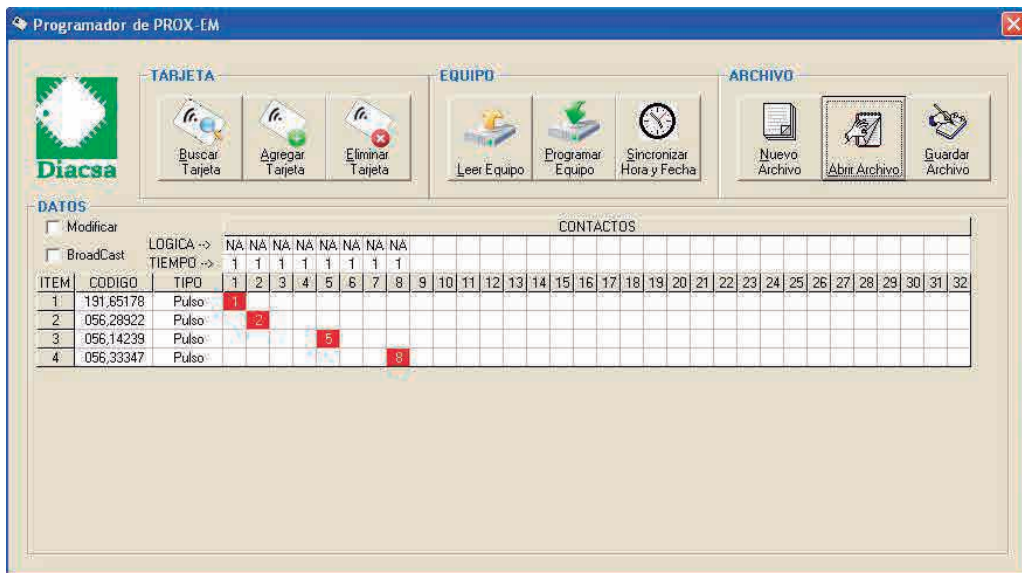 Programador de PROX-EM
TARJETA
EQUIPO
ARCHIVO
Diacsa
Buscar Tarjeta
Agregar Tarjeta
Eliminar Tarjeta
Leer Equipo
Programar Equipo
Sincronizar Hora y Fecha
Nuevo Archivo
Abrir Archivo
Guardar Archivo
DATOS
Modificar
CONTACTOS
BroadCast
LOGICA --> NA NA NA NA NA NA NA NA
TIEMPO --> 1 1 1 1 1 1 1 1
ITEM CODIGO TIPO 1 2 3 4 5 6 7 8 9 10 11 12 13 14 15 16 17 18 19 20 21 22 23 24 25 26 27 28 29 30 31 32
1 191,65178 Pulso 1
2 056,28922 Pulso 2
3 056,14239 Pulso 5
4 056,33347 Pulso 8